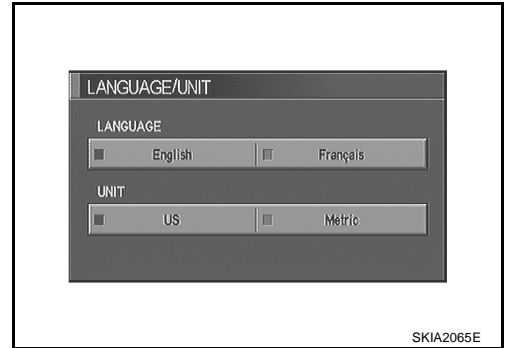 LANGUAGE/UNIT
LANGUAGE
English Français
UNIT
US Metric
SKIA2065E